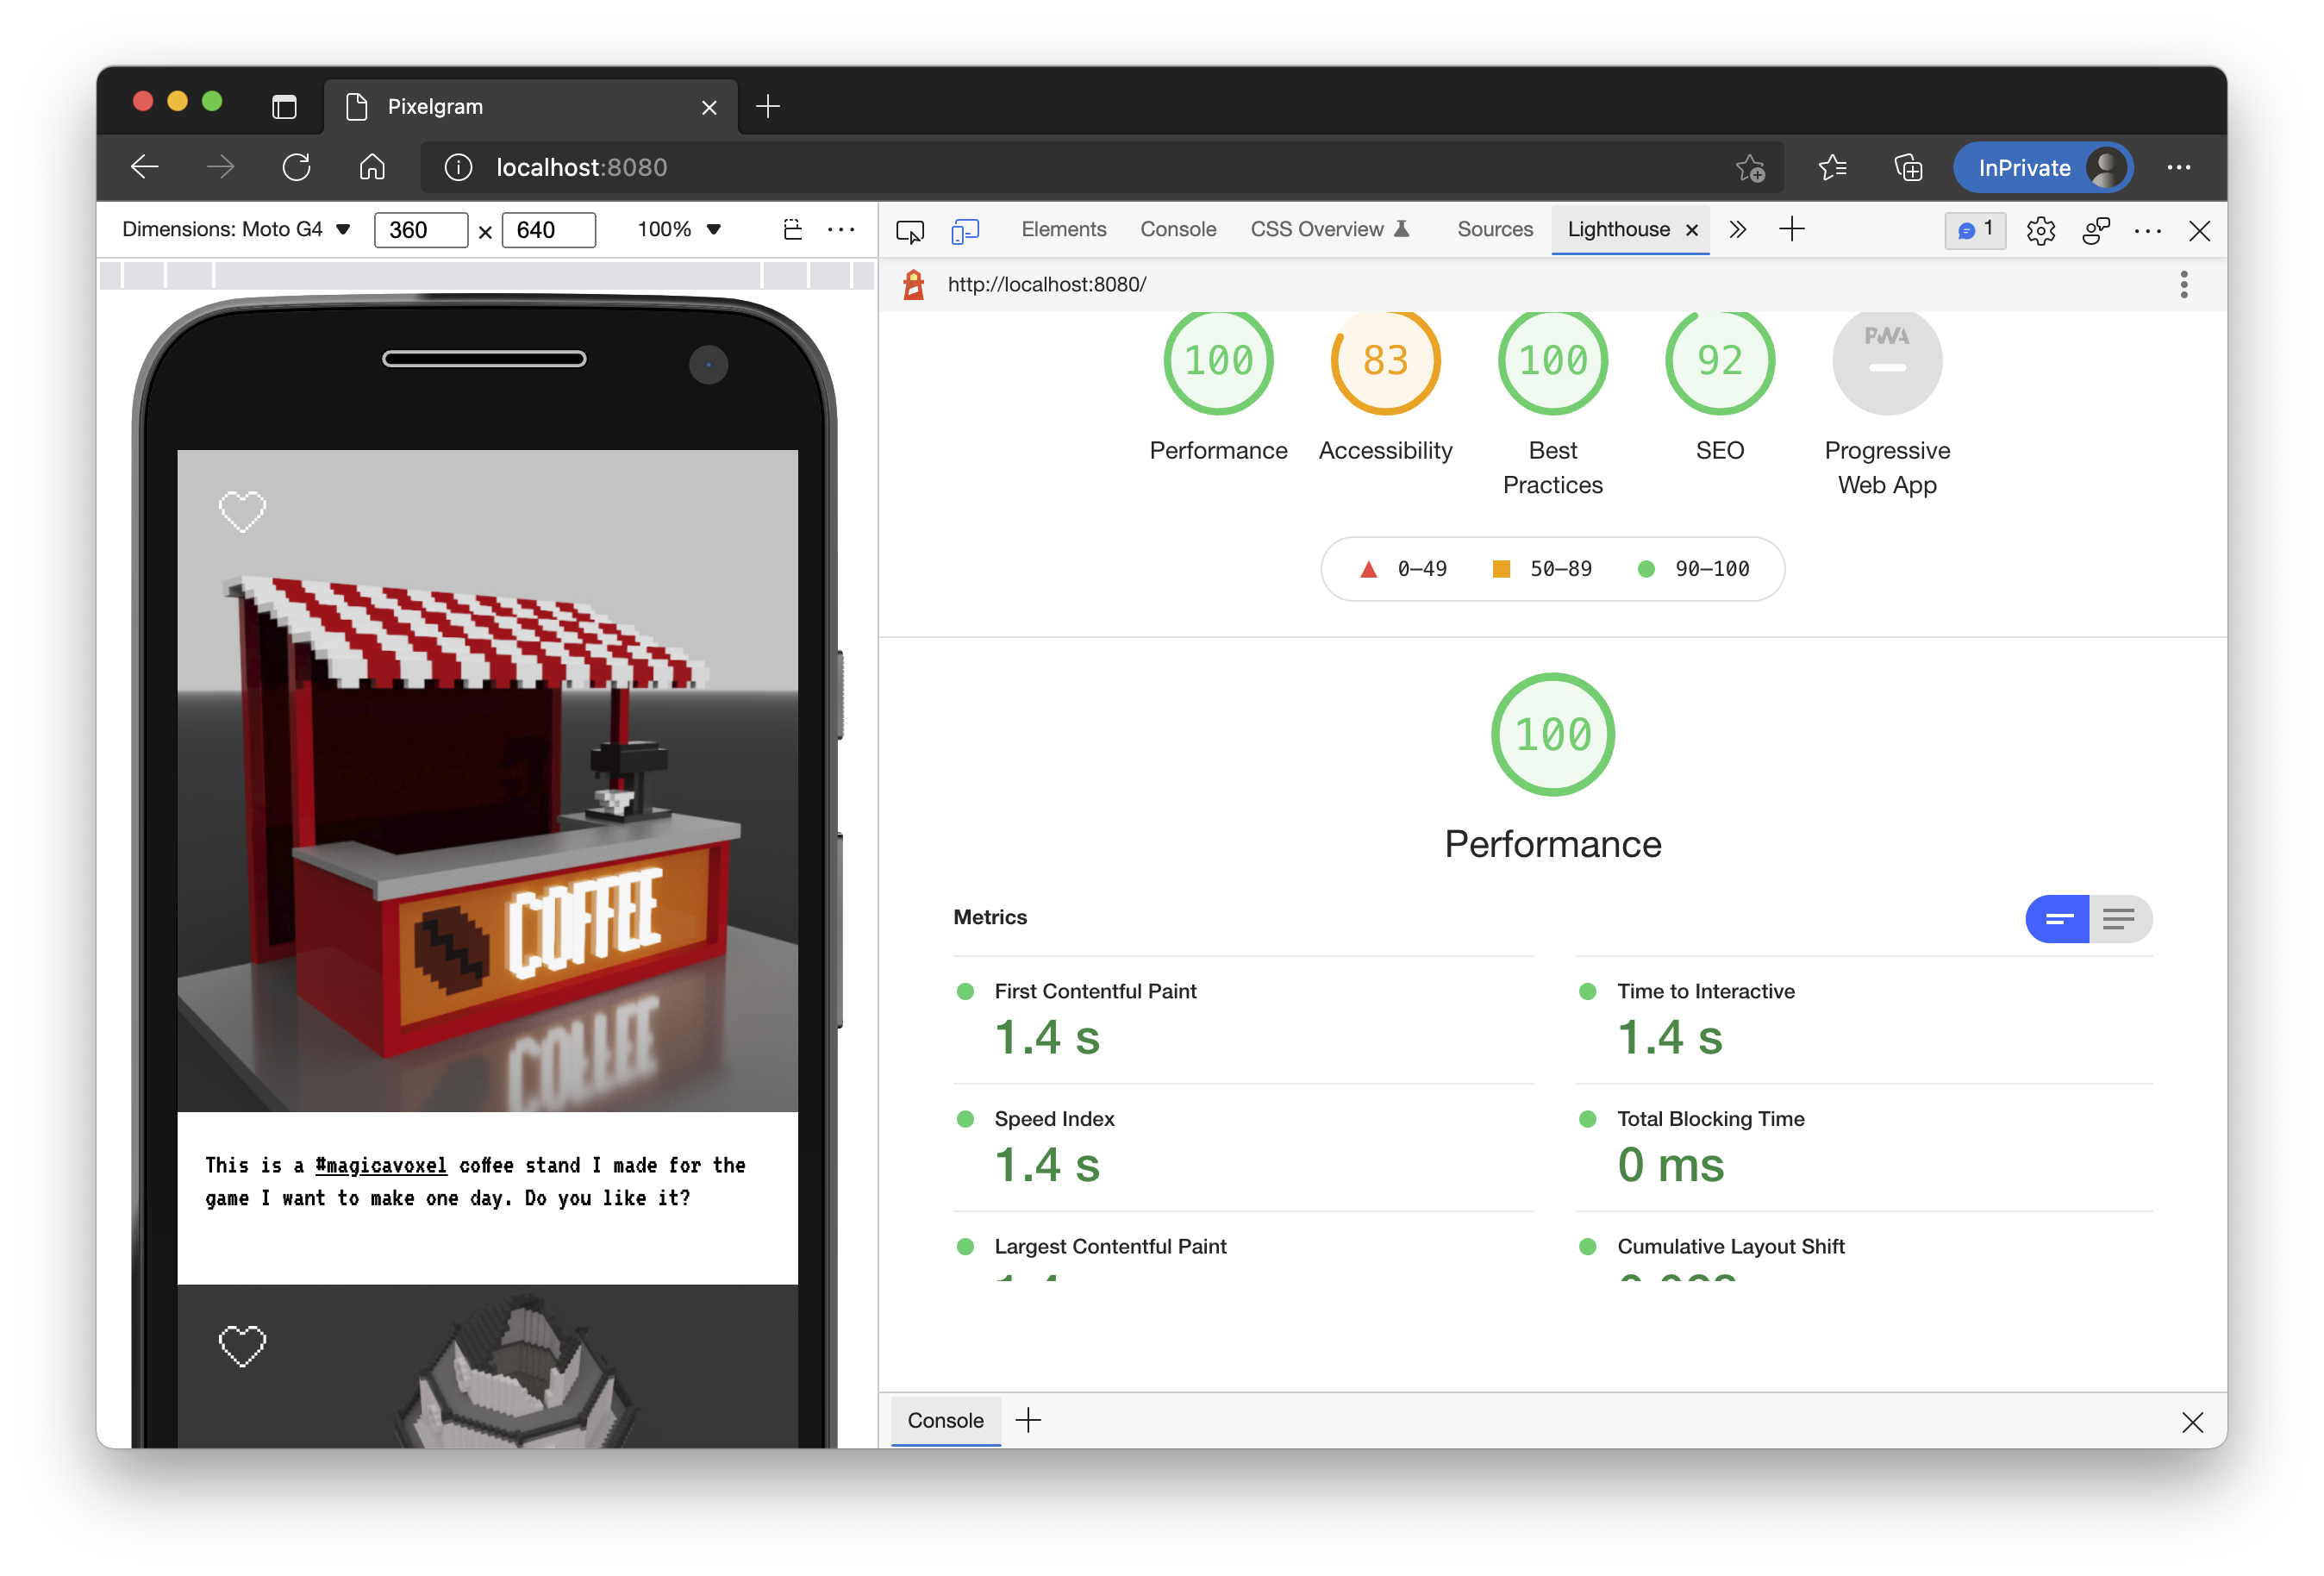 Pixelgram
localhost:8080
InPrivate
Dimensions: Moto G4
360 × 640
100%
Elements
Console
CSS Overview
Sources
Lighthouse
1
http://localhost:8080/
100
83
100
92
PWA
Performance
Accessibility
Best
Practices
SEO
Progressive
Web App
0–49
50–89
90–100
100
Performance
Metrics
First Contentful Paint
1.4 s
Time to Interactive
1.4 s
Speed Index
1.4 s
Total Blocking Time
0 ms
Largest Contentful Paint
Cumulative Layout Shift
COFFEE
This is a #magicavoxel coffee stand I made for the
game I want to make one day. Do you like it?
Console